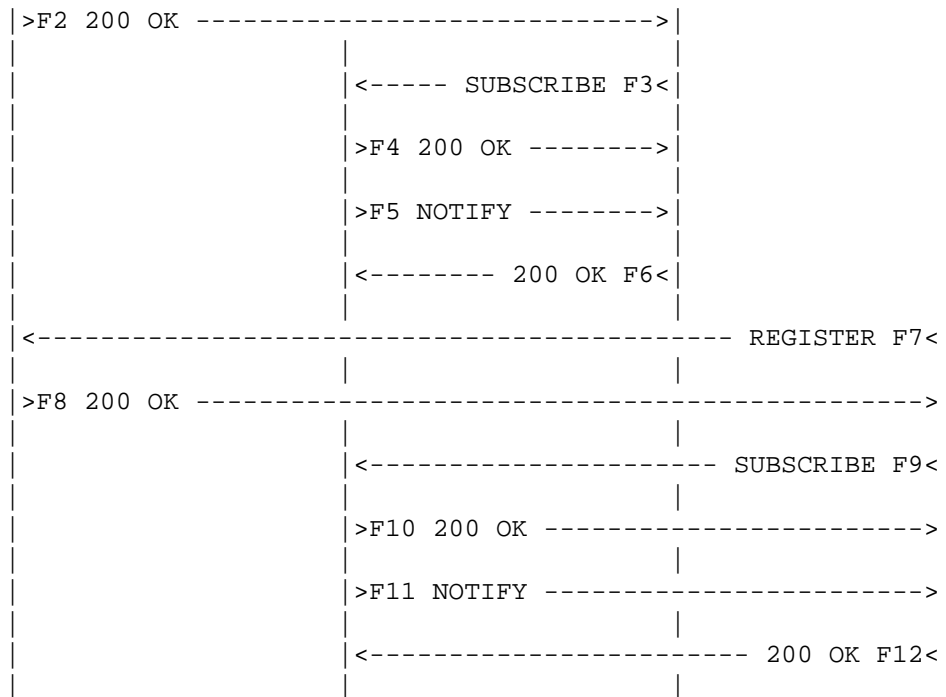 |>F2 200 OK ----------------------------->|
|<----- SUBSCRIBE F3<|
|>F4 200 OK -------->|
|>F5 NOTIFY -------->|
|<-------- 200 OK F6<|
|<-------------------------------------------- REGISTER F7<
|>F8 200 OK ---------------------------------------------->
|<---------------------- SUBSCRIBE F9<
|>F10 200 OK ------------------------>
|>F11 NOTIFY ------------------------>
|<------------------------ 200 OK F12<